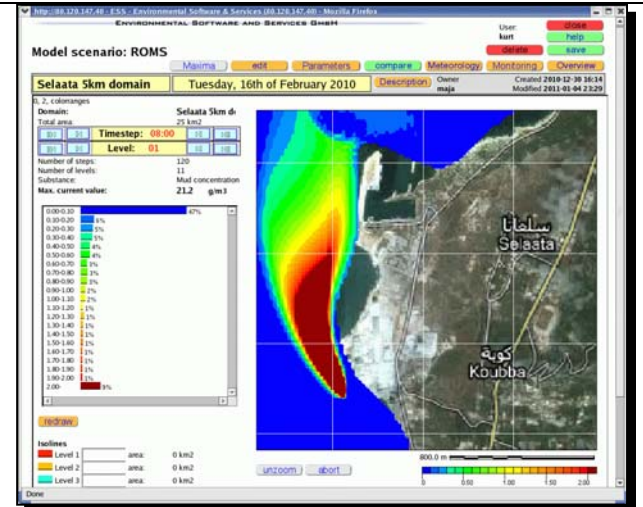 http://80.120.147.40 - ESS - Environmental Software & Services (80.120.147.40) - Mozilla Firefox
ENVIRONMENTAL SOFTWARE AND SERVICES GMBH
User:
kurt
close
help
delete
save
Model scenario: ROMS
Maxima
edit
Parameters
compare
Meteorology
Monitoring
Overview
Selaata 5km domain
Tuesday, 16th of February 2010
Description
Owner
maja
Created 2010-12-30 16:14
Modified 2011-01-04 23:29
0, 2, colorranges
Domain: Selaata 5km d
Total area: 25 km2
Timestep: 08:00
Level: 01
Number of steps: 120
Number of levels: 11
Substance: Mud concentration
Max. current value: 21.2 g/m3
0.00-0.10 47%
0.10-0.20 6%
0.20-0.30 5%
0.30-0.40 5%
0.40-0.50 4%
0.50-0.60 4%
0.60-0.70 3%
0.70-0.80 3%
0.80-0.90 3%
0.90-1.00 2%
1.00-1.10 2%
1.10-1.20 1%
1.20-1.30 1%
1.30-1.40 1%
1.40-1.50 1%
1.50-1.60 1%
1.60-1.70 1%
1.70-1.80 1%
1.80-1.90 1%
1.90-2.00 1%
2.00- 9%
سلعاتا
Selaata
كوبة
Koubba
redraw
Isolines
Level 1 area: 0 km2
Level 2 area: 0 km2
Level 3 area: 0 km2
unzoom
abort
800.0 m
0 0.50 1.00 1.50 2.00
Done